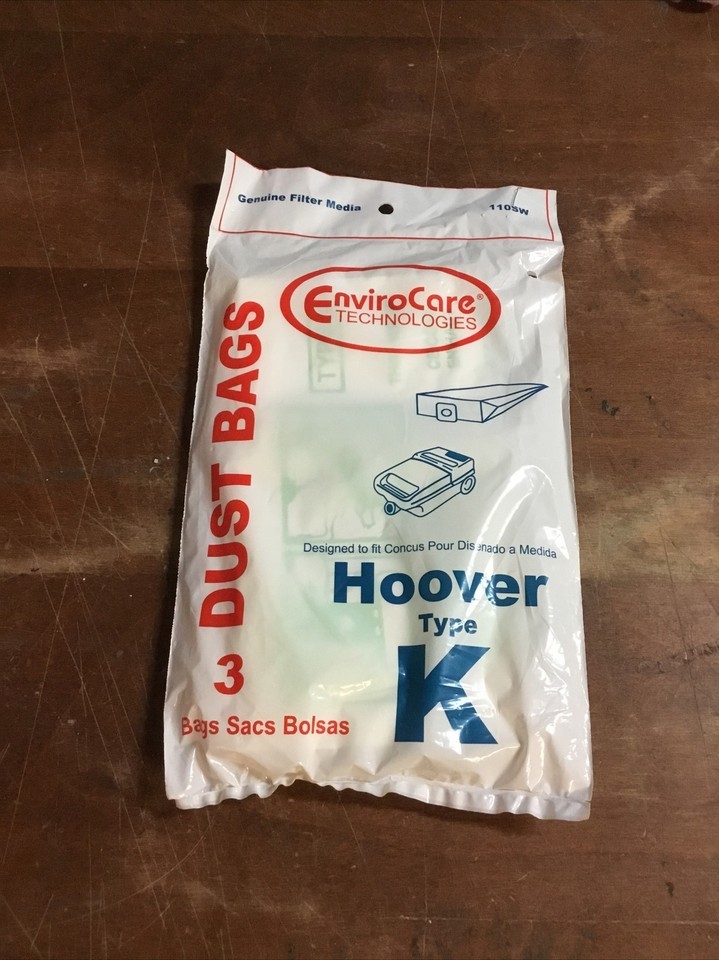 Genuine Filter Media
110SW
EnviroCare®
TECHNOLOGIES
3 DUST BAGS
Designed to fit Concus Pour Disenado a Medida
Hoover
Type
K
Bags Sacs Bolsas